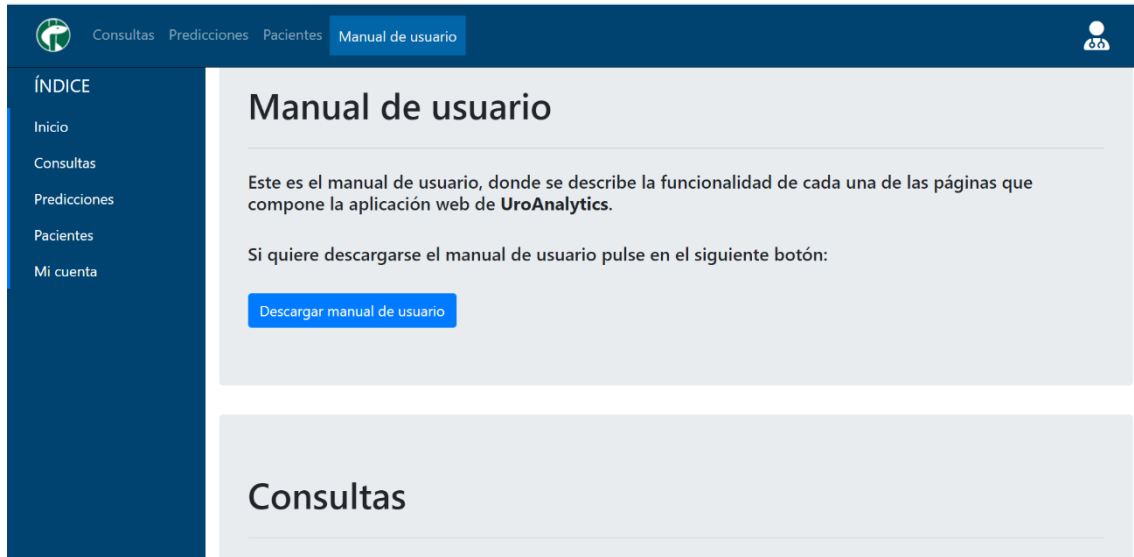 Consultas Predicciones Pacientes Manual de usuario
ÍNDICE
Inicio
Consultas
Predicciones
Pacientes
Mi cuenta
Manual de usuario
Este es el manual de usuario, donde se describe la funcionalidad de cada una de las páginas que
compone la aplicación web de UroAnalytics.
Si quiere descargarse el manual de usuario pulse en el siguiente botón:
Descargar manual de usuario
Consultas